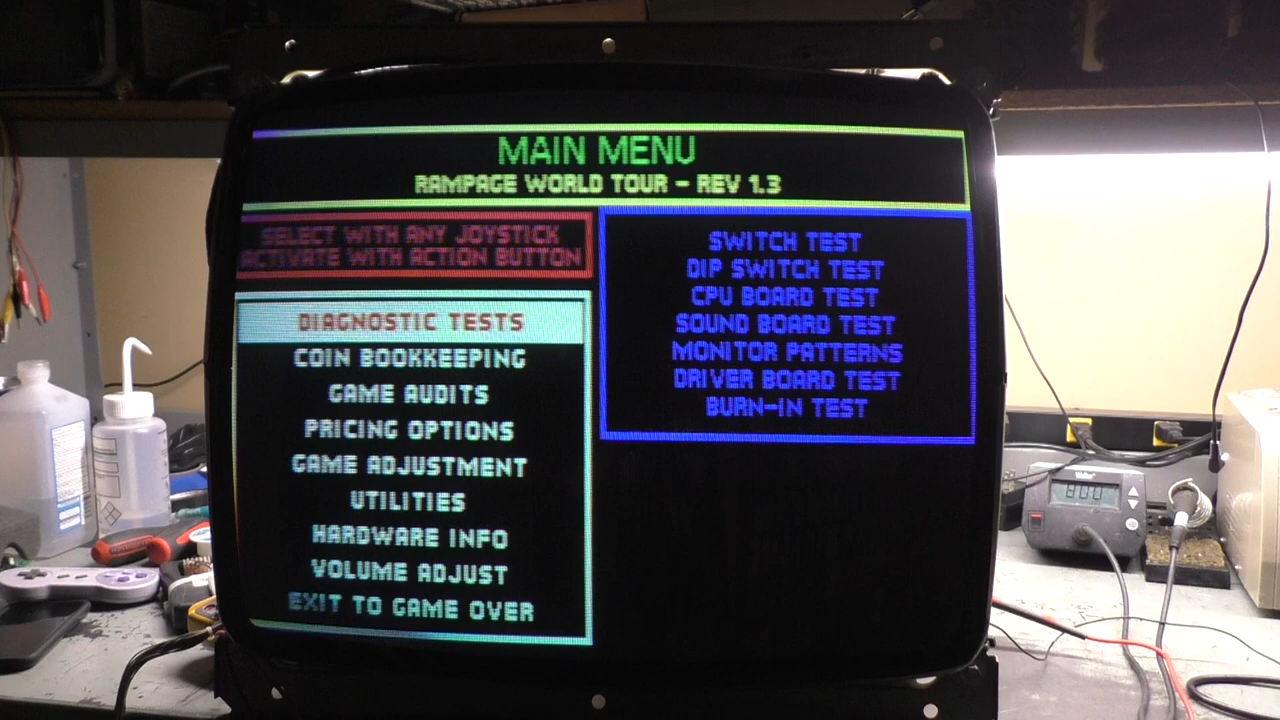 MAIN MENU
RAMPAGE WORLD TOUR - REV 1.3
SELECT WITH ANY JOYSTICK
ACTIVATE WITH ACTION BUTTON
DIAGNOSTIC TESTS
COIN BOOKKEEPING
GAME AUDITS
PRICING OPTIONS
GAME ADJUSTMENT
UTILITIES
HARDWARE INFO
VOLUME ADJUST
EXIT TO GAME OVER
SWITCH TEST
DIP SWITCH TEST
CPU BOARD TEST
SOUND BOARD TEST
MONITOR PATTERNS
DRIVER BOARD TEST
BURN-IN TEST
800